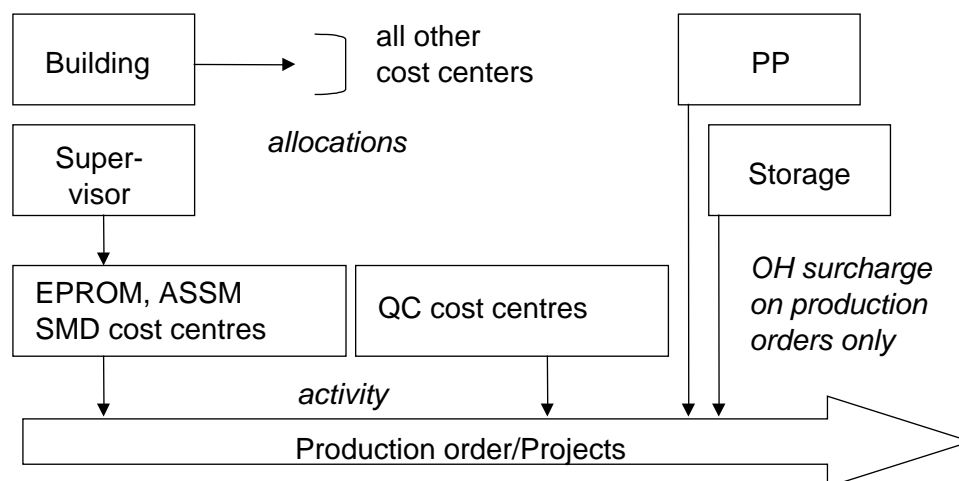 Building
all other
cost centers
PP
allocations
Super-
visor
Storage
EPROM, ASSM
SMD cost centres
QC cost centres
OH surcharge
on production
orders only
activity
Production order/Projects